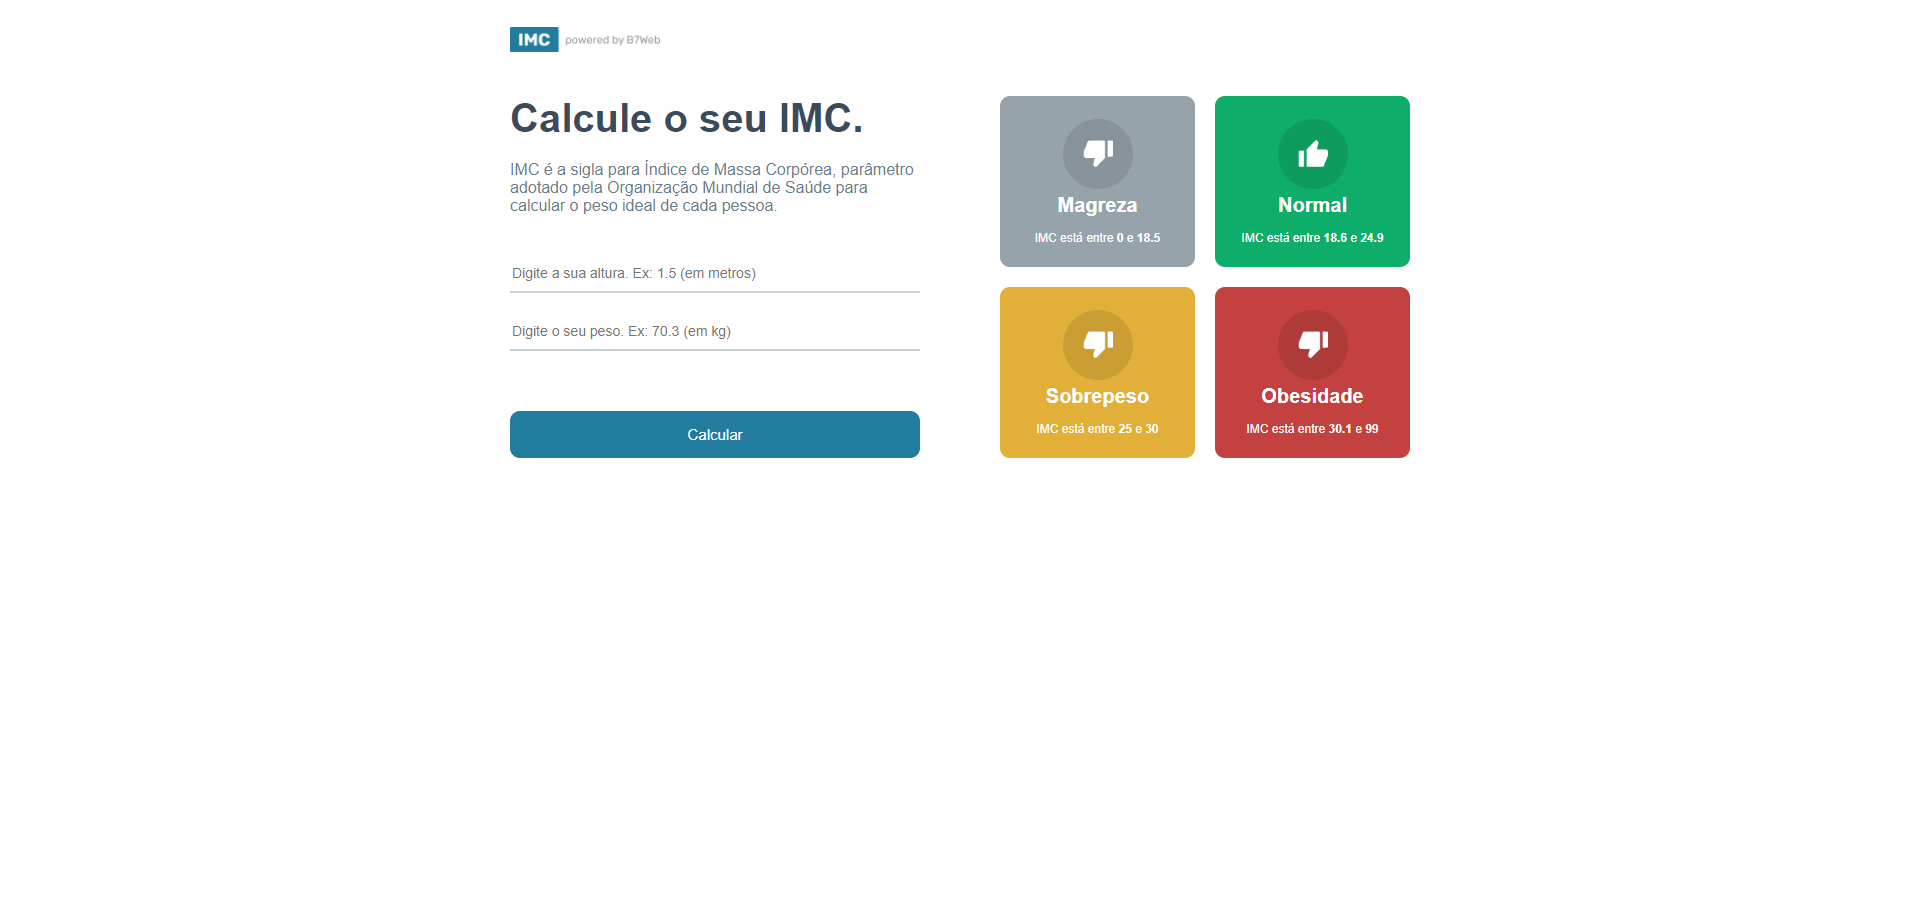 IMC powered by B7Web
Calcule o seu IMC.
IMC é a sigla para Índice de Massa Corpórea, parâmetro
adotado pela Organização Mundial de Saúde para
calcular o peso ideal de cada pessoa.
Digite a sua altura. Ex: 1.5 (em metros)
Digite o seu peso. Ex: 70.3 (em kg)
Calcular
Magreza
IMC está entre 0 e 18.5
Normal
IMC está entre 18.6 e 24.9
Sobrepeso
IMC está entre 25 e 30
Obesidade
IMC está entre 30.1 e 99